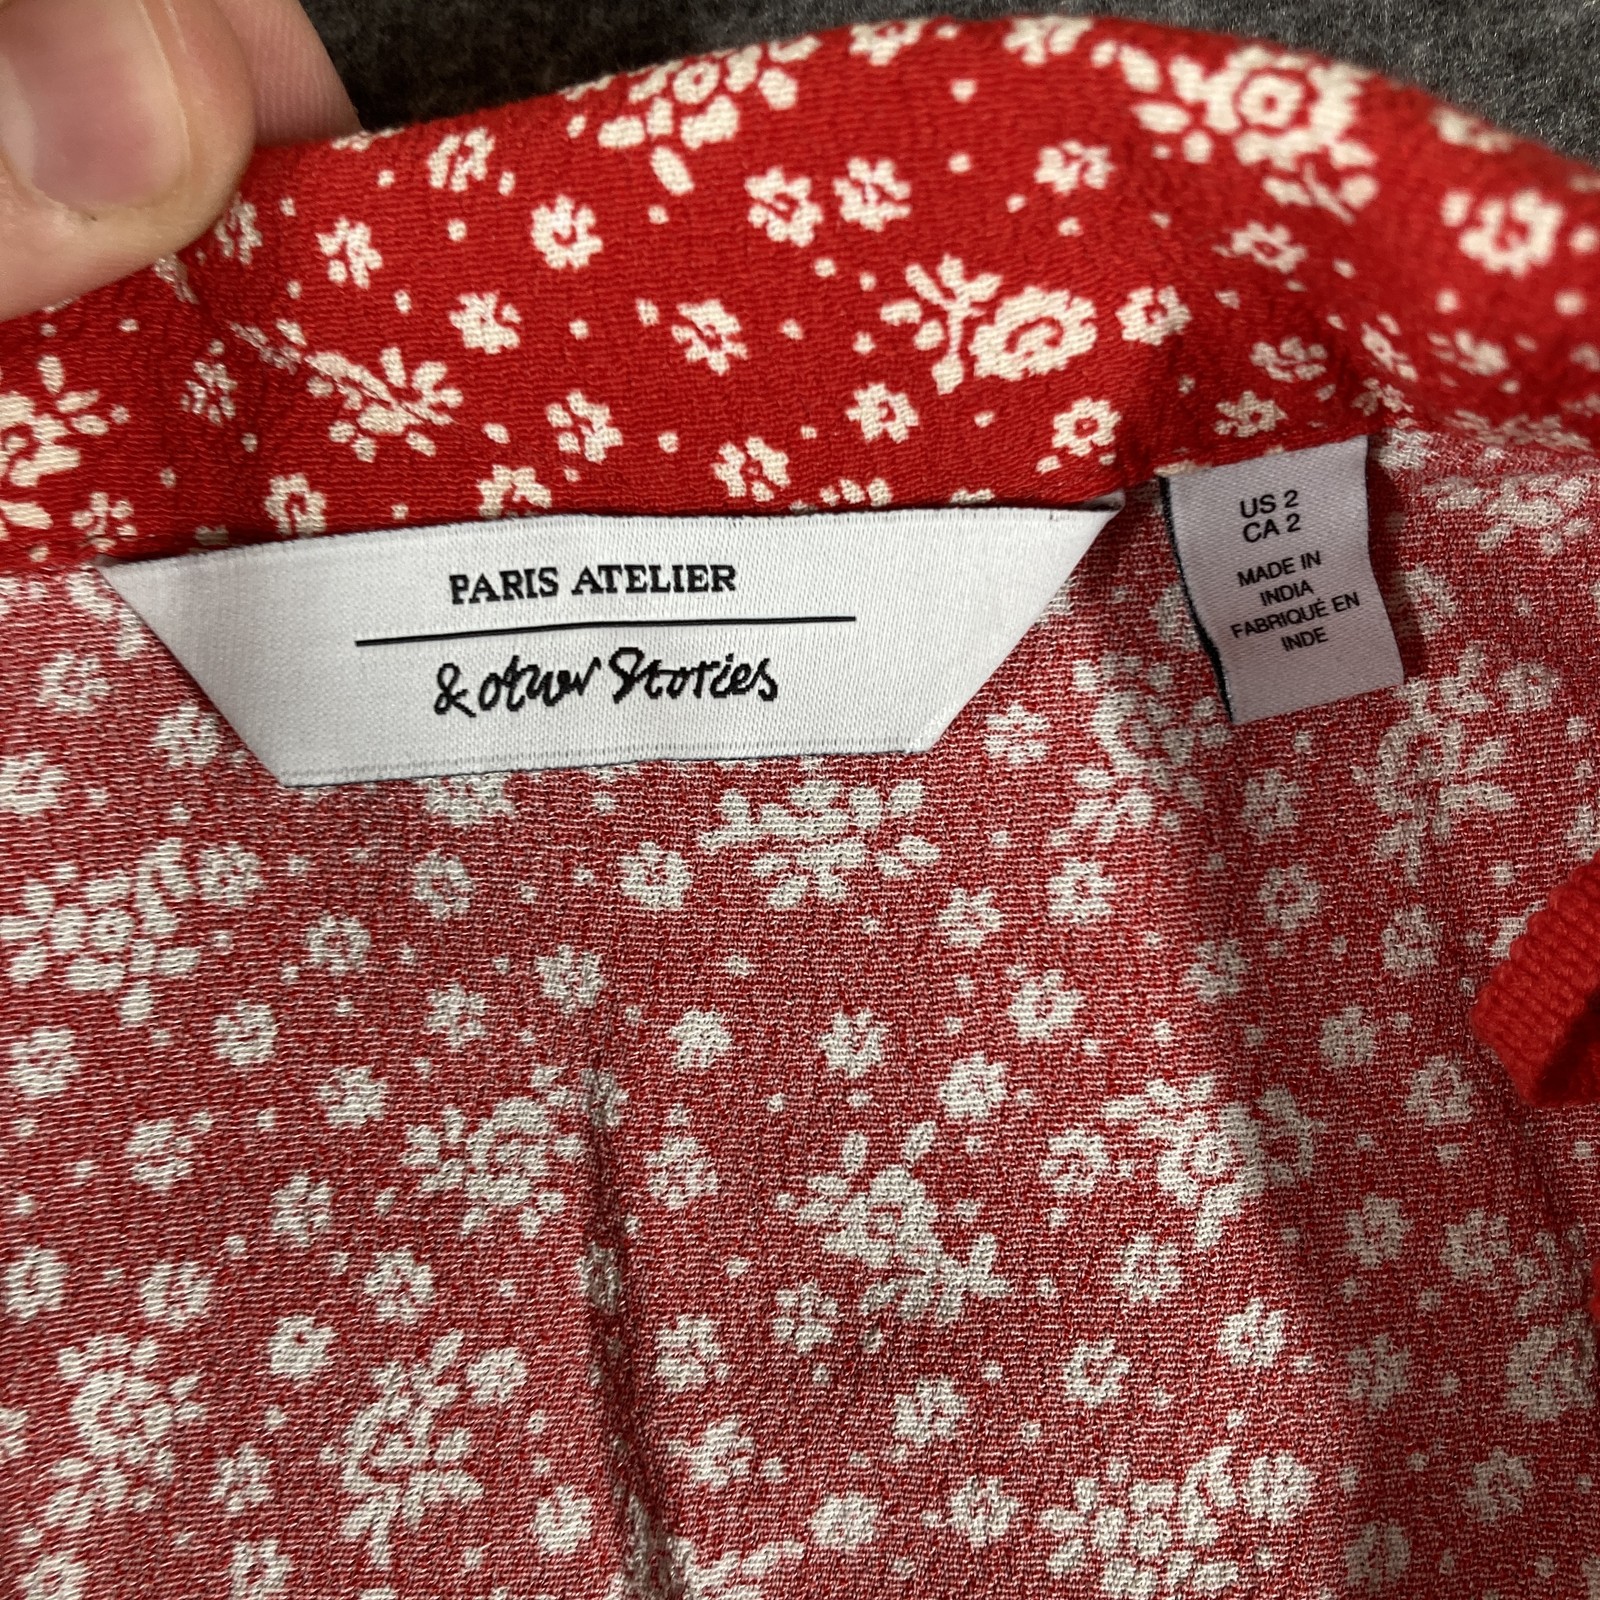 PARIS ATELIER
& other Stories
US 2
CA 2
MADE IN
INDIA
FABRIQUÉ EN
INDE